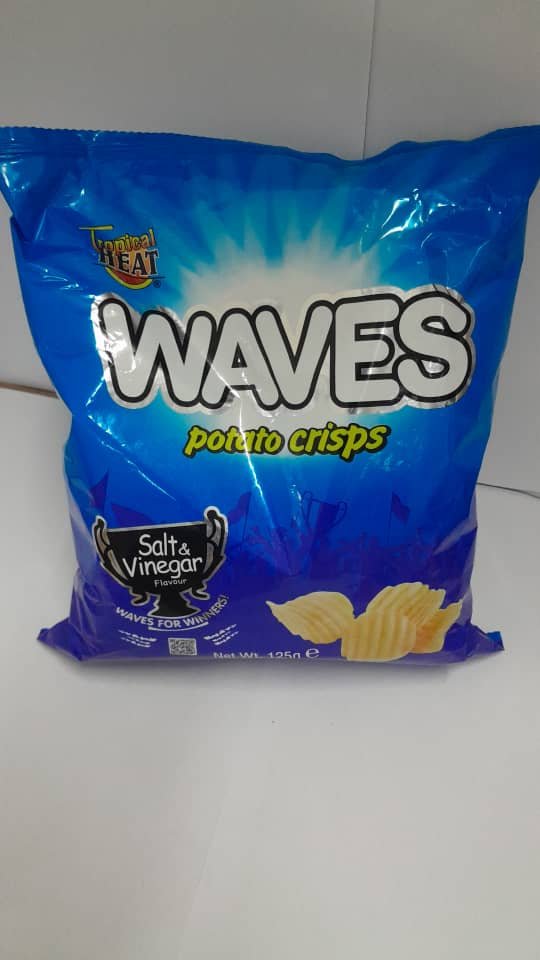 Tropical
HEAT
®
WAVES
potato crisps
Salt &
Vinegar
Flavour
WAVES FOR WINNERS!
Net Wt. 125g e